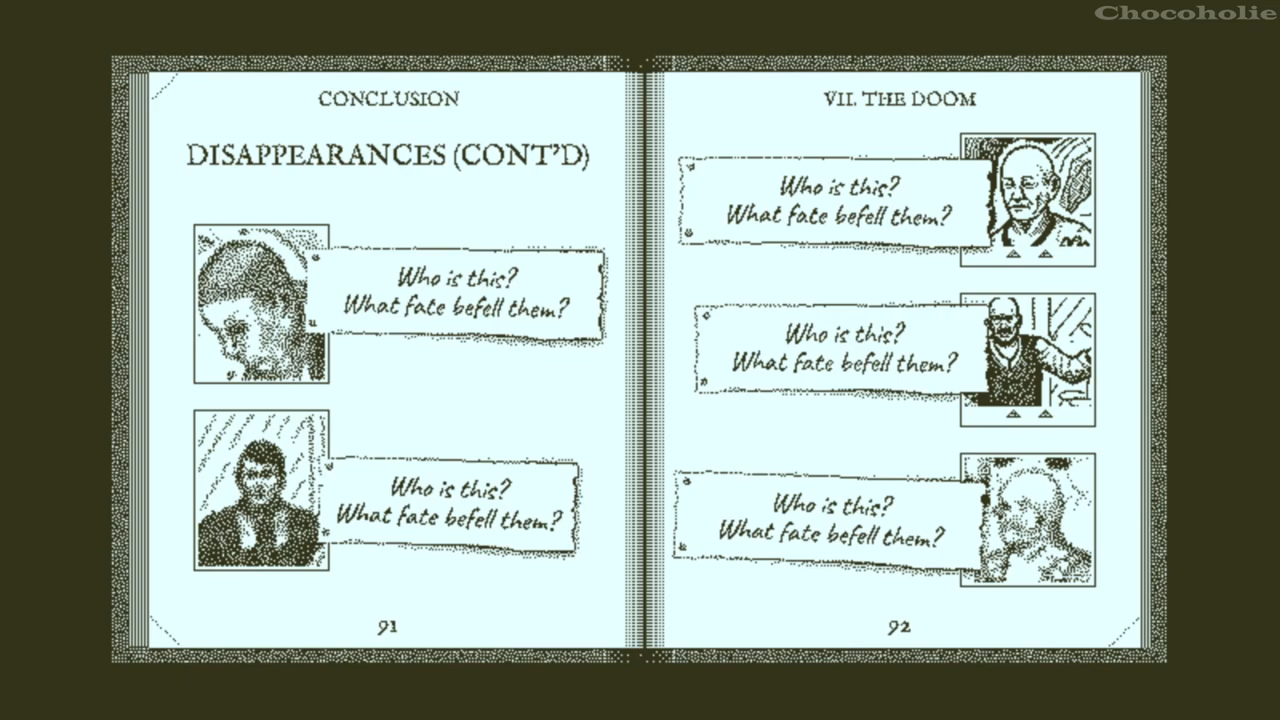 Chocoholie
CONCLUSION
DISAPPEARANCES (CONT'D)
Who is this?
What fate befell them?
Who is this?
What fate befell them?
91
VII. THE DOOM
Who is this?
What fate befell them?
Who is this?
What fate befell them?
Who is this?
What fate befell them?
92